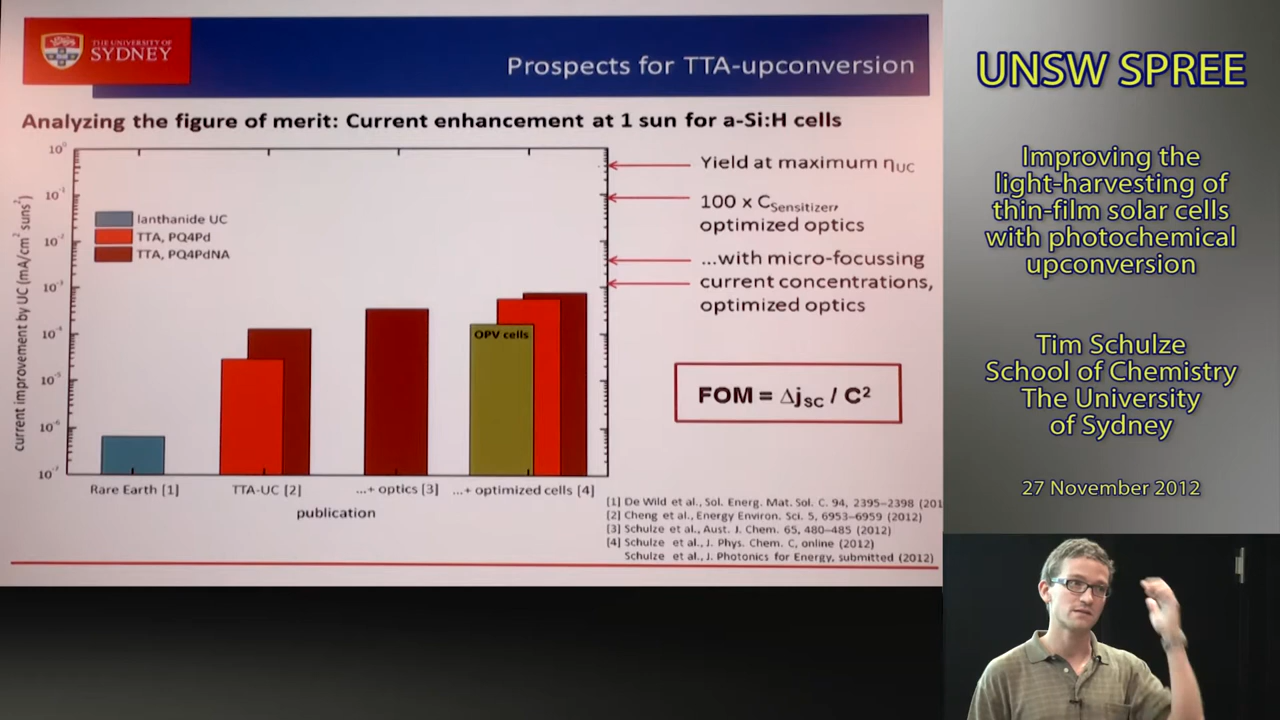 THE UNIVERSITY OF
SYDNEY
Prospects for TTA-upconversion
Analyzing the figure of merit: Current enhancement at 1 sun for a-Si:H cells
current improvement by UC (mA/cm² suns²)
10⁰
10⁻¹
10⁻²
10⁻³
10⁻⁴
10⁻⁵
10⁻⁶
10⁻⁷
lanthanide UC
TTA, PQ4Pd
TTA, PQ4PdNA
OPV cells
Rare Earth [1]
TTA-UC [2]
...+ optics [3]
...+ optimized cells [4]
publication
Yield at maximum ηUC
100 x CSensitizer,
optimized optics
...with micro-focussing
current concentrations,
optimized optics
FOM = ΔjSC / C²
[1] De Wild et al., Sol. Energ. Mat. Sol. C. 94, 2395–2398 (201
[2] Cheng et al., Energy Environ. Sci. 5, 6953–6959 (2012)
[3] Schulze et al., Aust. J. Chem. 65, 480–485 (2012)
[4] Schulze et al., J. Phys. Chem. C, online (2012)
Schulze et al., J. Photonics for Energy, submitted (2012)
UNSW SPREE
Improving the
light-harvesting of
thin-film solar cells
with photochemical
upconversion
Tim Schulze
School of Chemistry
The University
of Sydney
27 November 2012